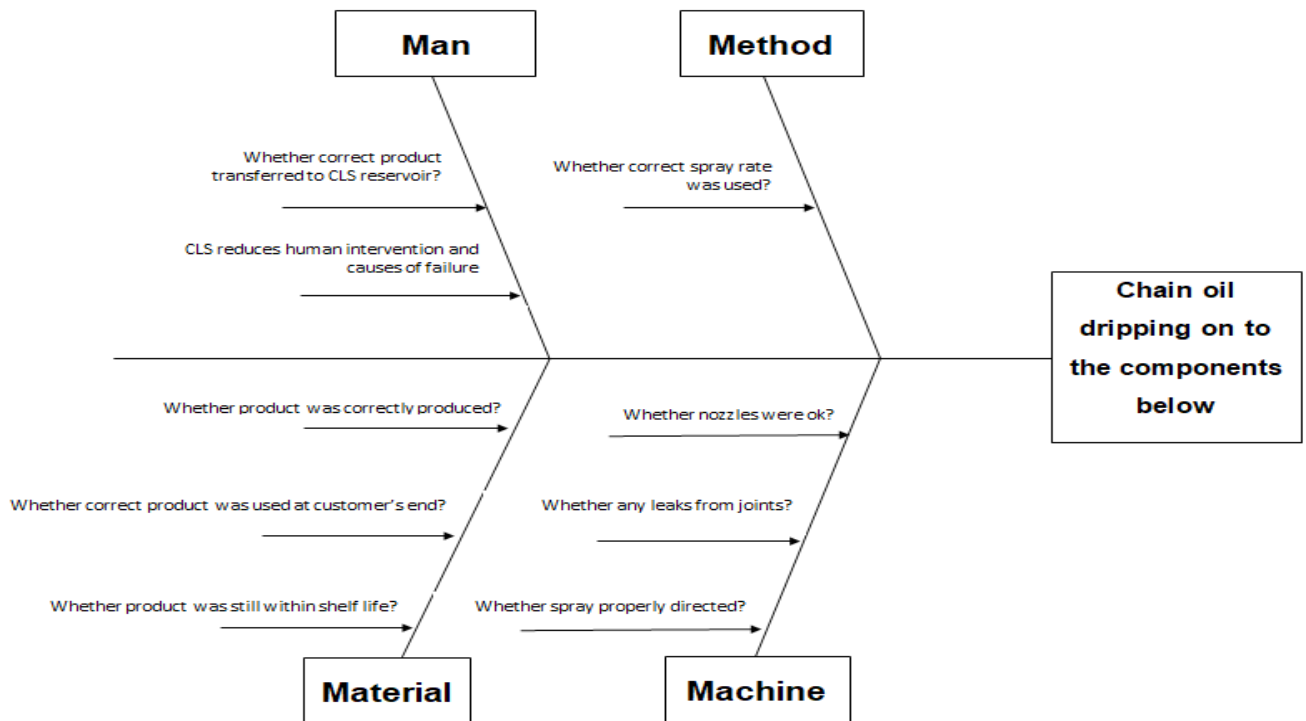 Man
Method
Whether correct product
transferred to CLS reservoir?
Whether correct spray rate
was used?
CLS reduces human intervention and
causes of failure
Chain oil
dripping on to
the components
below
Whether product was correctly produced?
Whether nozzles were ok?
Whether correct product was used at customer's end?
Whether any leaks from joints?
Whether product was still within shelf life?
Whether spray properly directed?
Material
Machine